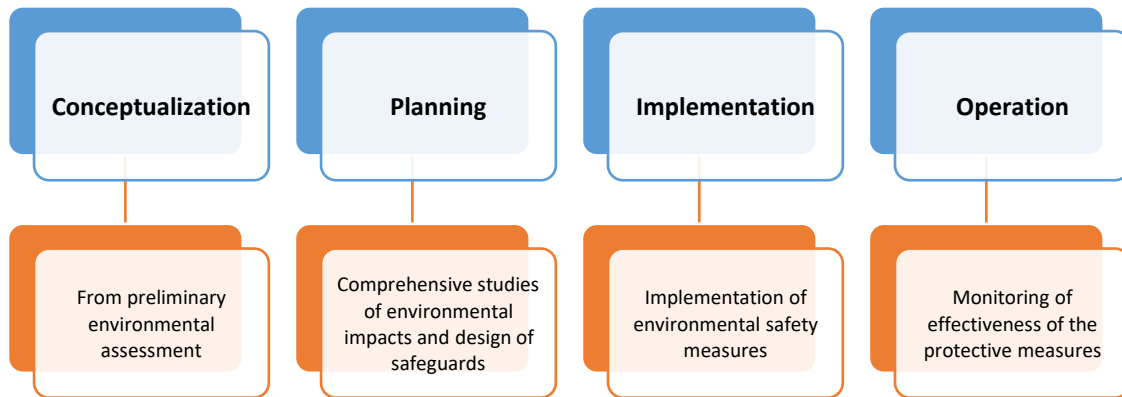 Conceptualization
Planning
Implementation
Operation
From preliminary
environmental
assessment
Comprehensive studies
of environmental
impacts and design of
safeguards
Implementation of
environmental safety
measures
Monitoring of
effectiveness of the
protective measures